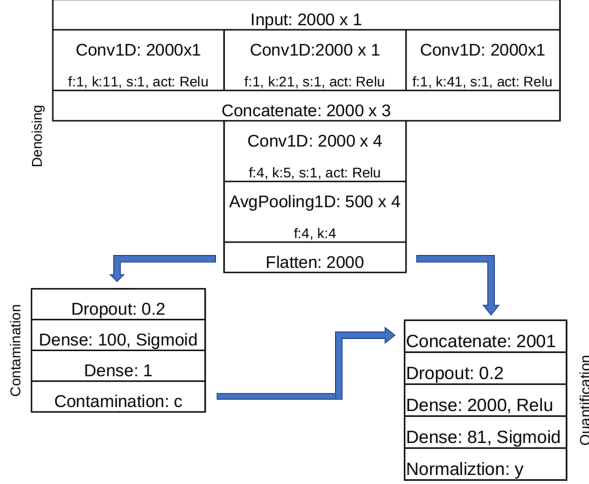 Input: 2000 x 1
Conv1D: 2000x1
f:1, k:11, s:1, act: Relu
Conv1D:2000 x 1
f:1, k:21, s:1, act: Relu
Conv1D: 2000x1
f:1, k:41, s:1, act: Relu
Concatenate: 2000 x 3
Denoising
Conv1D: 2000 x 4
f:4, k:5, s:1, act: Relu
AvgPooling1D: 500 x 4
f:4, k:4
Flatten: 2000
Contamination
Dropout: 0.2
Dense: 100, Sigmoid
Dense: 1
Contamination: c
Concatenate: 2001
Dropout: 0.2
Dense: 2000, Relu
Dense: 81, Sigmoid
Normaliztion: y
Quantification